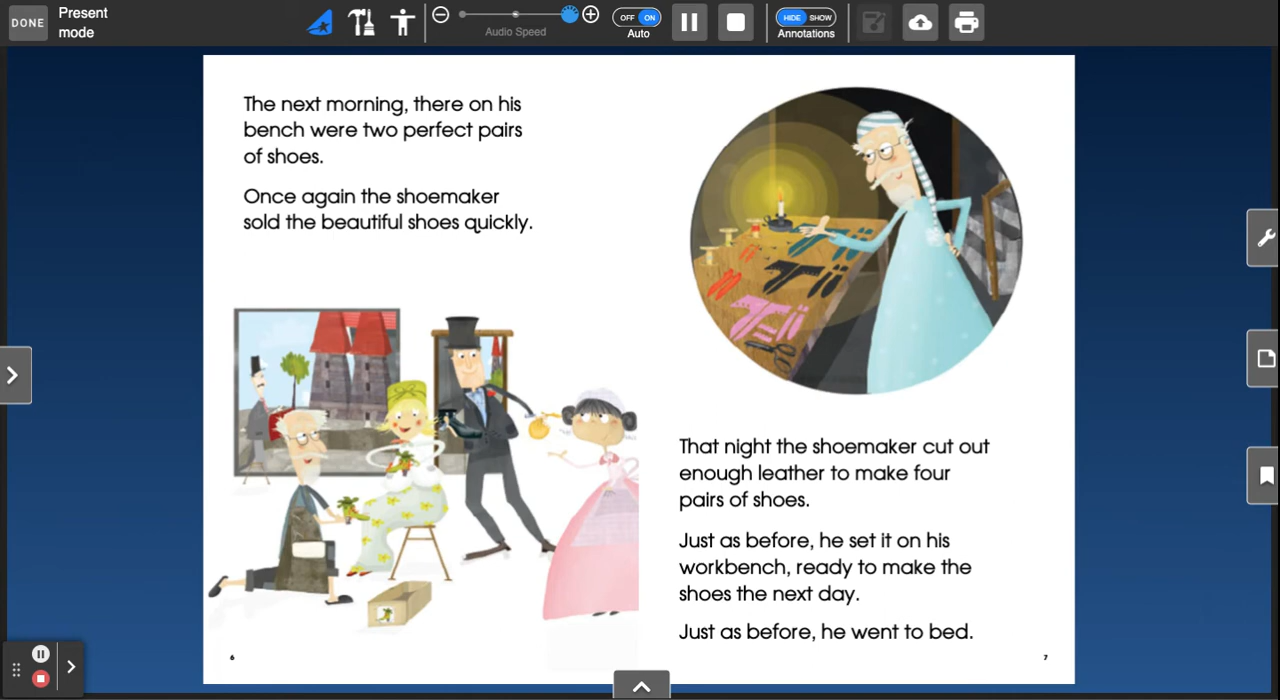 DONE
Present
mode
Audio Speed
OFF ON
Auto
HIDE SHOW
Annotations
The next morning, there on his
bench were two perfect pairs
of shoes.
Once again the shoemaker
sold the beautiful shoes quickly.
6
That night the shoemaker cut out
enough leather to make four
pairs of shoes.
Just as before, he set it on his
workbench, ready to make the
shoes the next day.
Just as before, he went to bed.
7